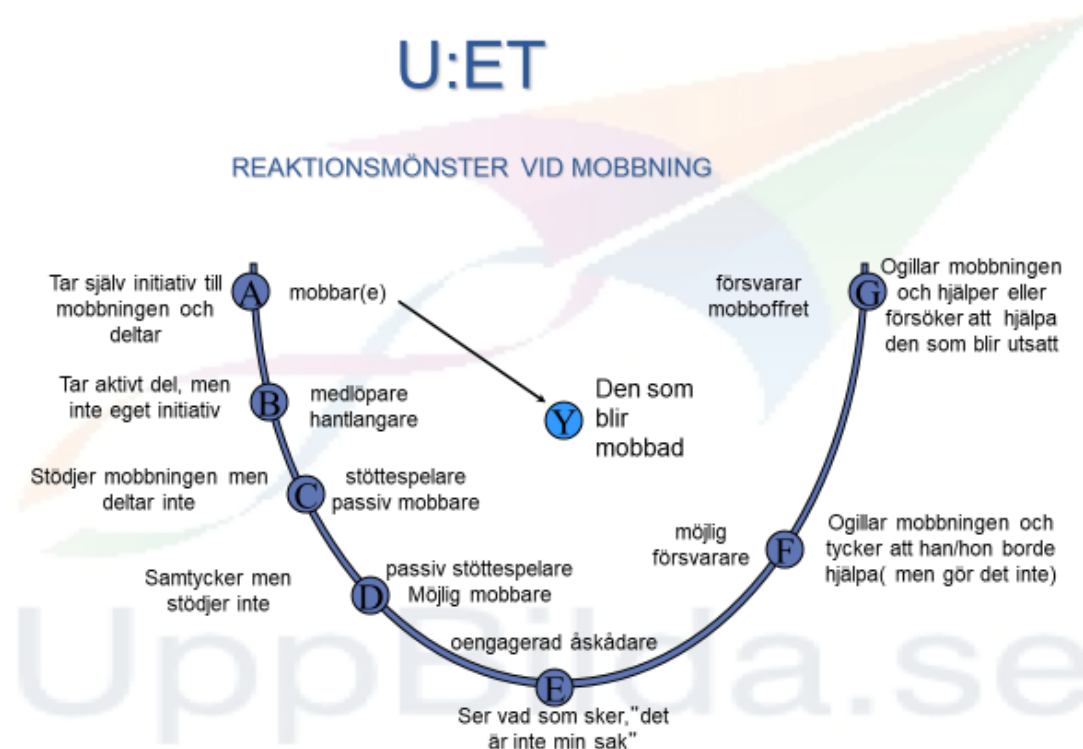 U:ET
REAKTIONSMÖNSTER VID MOBBNING
Tar själv initiativ till
mobbningen och
deltar
A
mobbar(e)
försvarar
mobboffret
G
Ogillar mobbningen
och hjälper eller
försöker att hjälpa
den som blir utsatt
Tar aktivt del, men
inte eget initiativ
B
medlöpare
hantlangare
Y
Den som
blir
mobbad
Stödjer mobbningen men
deltar inte
C
stöttespelare
passiv mobbare
möjlig
försvarare
F
Ogillar mobbningen och
tycker att han/hon borde
hjälpa( men gör det inte)
Samtycker men
stödjer inte
D
passiv stöttespelare
Möjlig mobbare
oengagerad åskådare
E
Ser vad som sker,"det
är inte min sak"
UppBilda.se